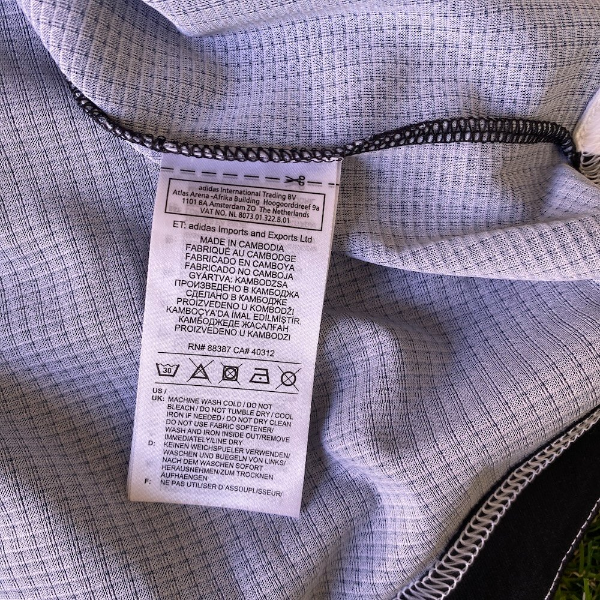 adidas International Trading BV
Atlas Arena-Afrika Building Hoogoorddreef 9a
1101 BA Amsterdam ZO The Netherlands
VAT NO. NL 8073.01.322.B.01
ET; adidas Imports and Exports Ltd
MADE IN CAMBODIA
FABRIQUÉ AU CAMBODGE
FABRICADO EN CAMBOYA
FABRICADO NO CAMBOJA
GYÁRTVA: KAMBODZSA
ПРОИЗВЕДЕНО В КАМБОДЖА
СДЕЛАНО В КАМБОДЖЕ
PROIZVEDENO U KOMBODŽI
KAMBOÇYA'DA İMAL EDİLMİŞTİR
КАМБОДЖЕДЕ ЖАСАЛҒАН
PROIZVEDENO U KAMBODZI
RN# 88387 CA# 40312
30
US /
UK: MACHINE WASH COLD / DO NOT
BLEACH / DO NOT TUMBLE DRY / COOL
IRON IF NEEDED / DO NOT DRY CLEAN
DO NOT USE FABRIC SOFTENER/
WASH AND IRON INSIDE OUT/REMOVE
IMMEDIATELY/LINE DRY
D: KEINEN WEICHSPUELER VERWENDEN/
WASCHEN UND BUEGELN VON LINKS/
NACH DEM WASCHEN SOFORT
HERAUSNEHMEN/ZUM TROCKNEN
AUFHAENGEN
F: NE PAS UTILISER D'ASSOUPLISSEUR/